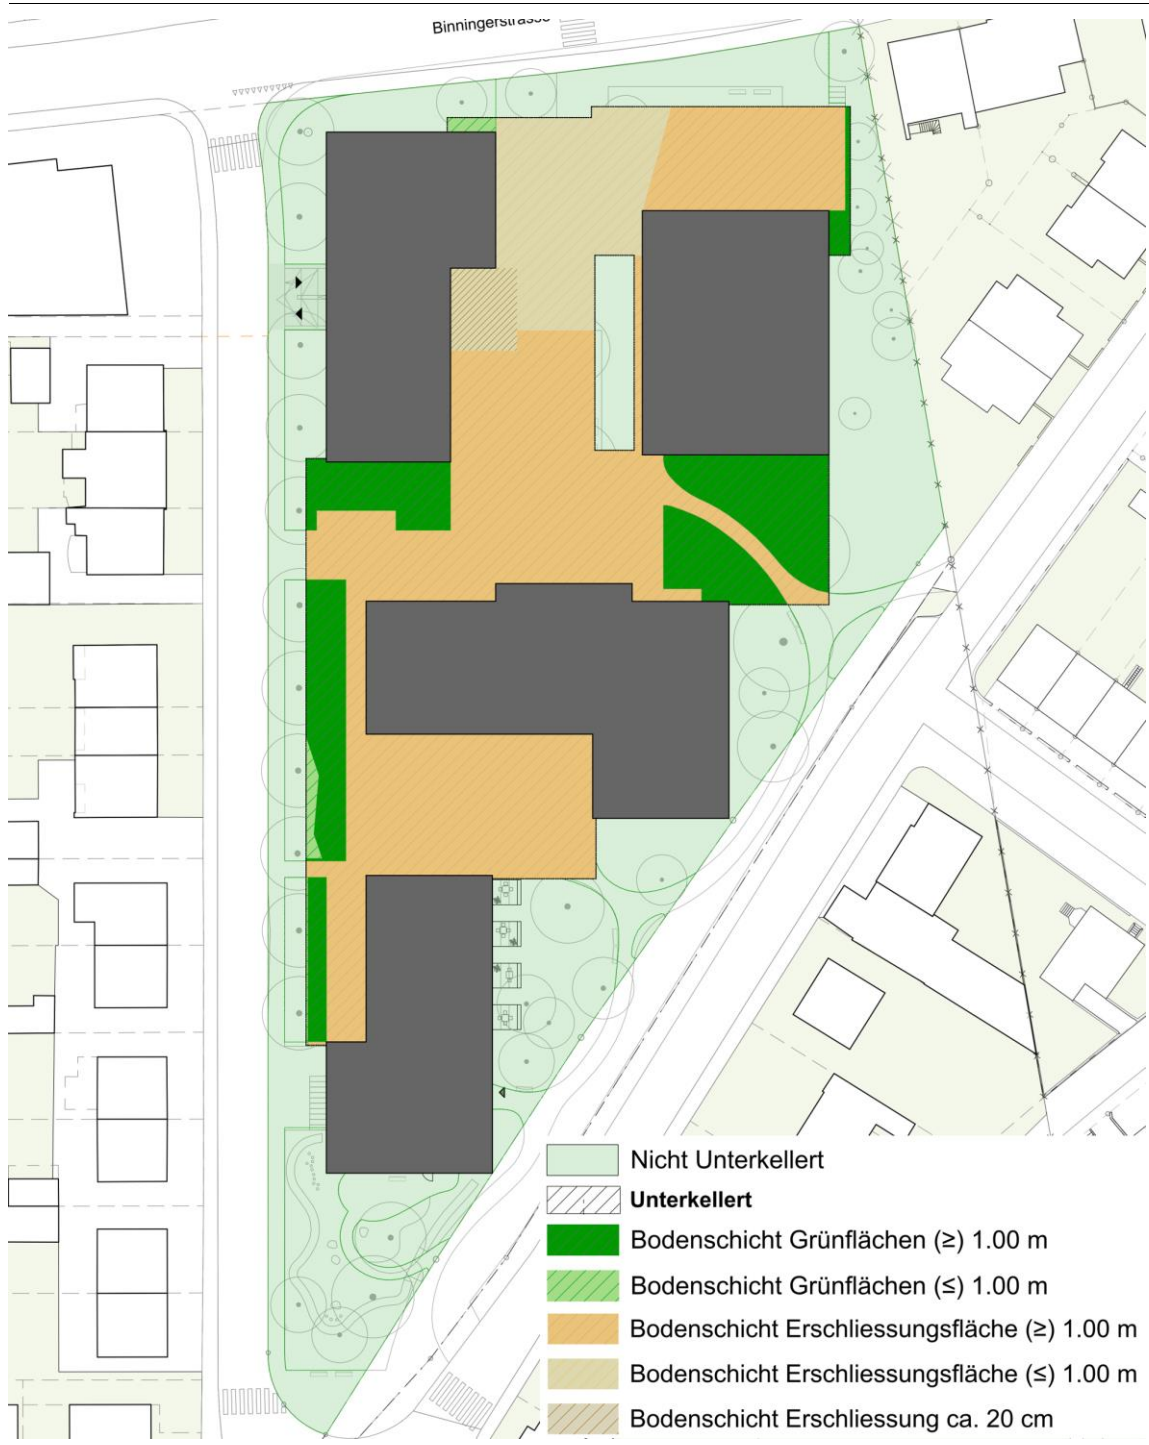 Binningerstrasse
Nicht Unterkellert
Unterkellert
Bodenschicht Grünflächen (≥) 1.00 m
Bodenschicht Grünflächen (≤) 1.00 m
Bodenschicht Erschliessungsfläche (≥) 1.00 m
Bodenschicht Erschliessungsfläche (≤) 1.00 m
Bodenschicht Erschliessung ca. 20 cm